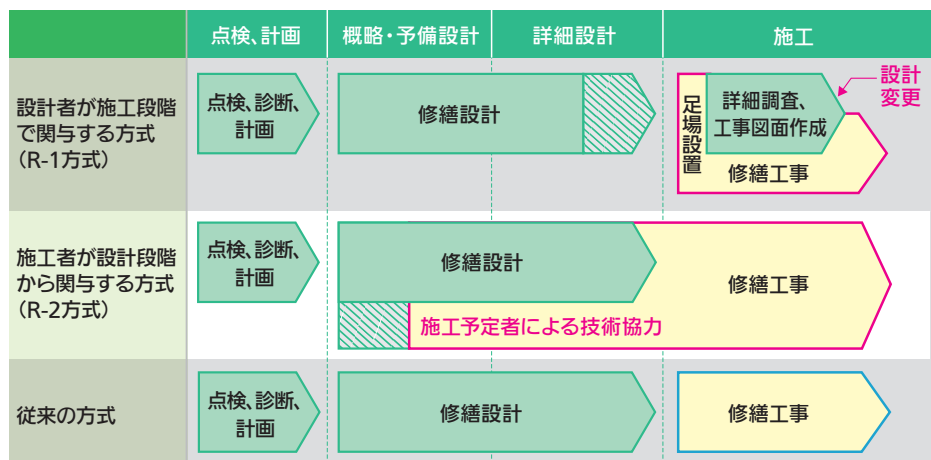 点検、計画
概略・予備設計
詳細設計
施工
設計者が施工段階
で関与する方式
(R-1方式)
点検、診断、
計画
修繕設計
足場設置
詳細調査、
工事図面作成
修繕工事
設計
変更
施工者が設計段階
から関与する方式
(R-2方式)
点検、診断、
計画
修繕設計
施工予定者による技術協力
修繕工事
従来の方式
点検、診断、
計画
修繕設計
修繕工事